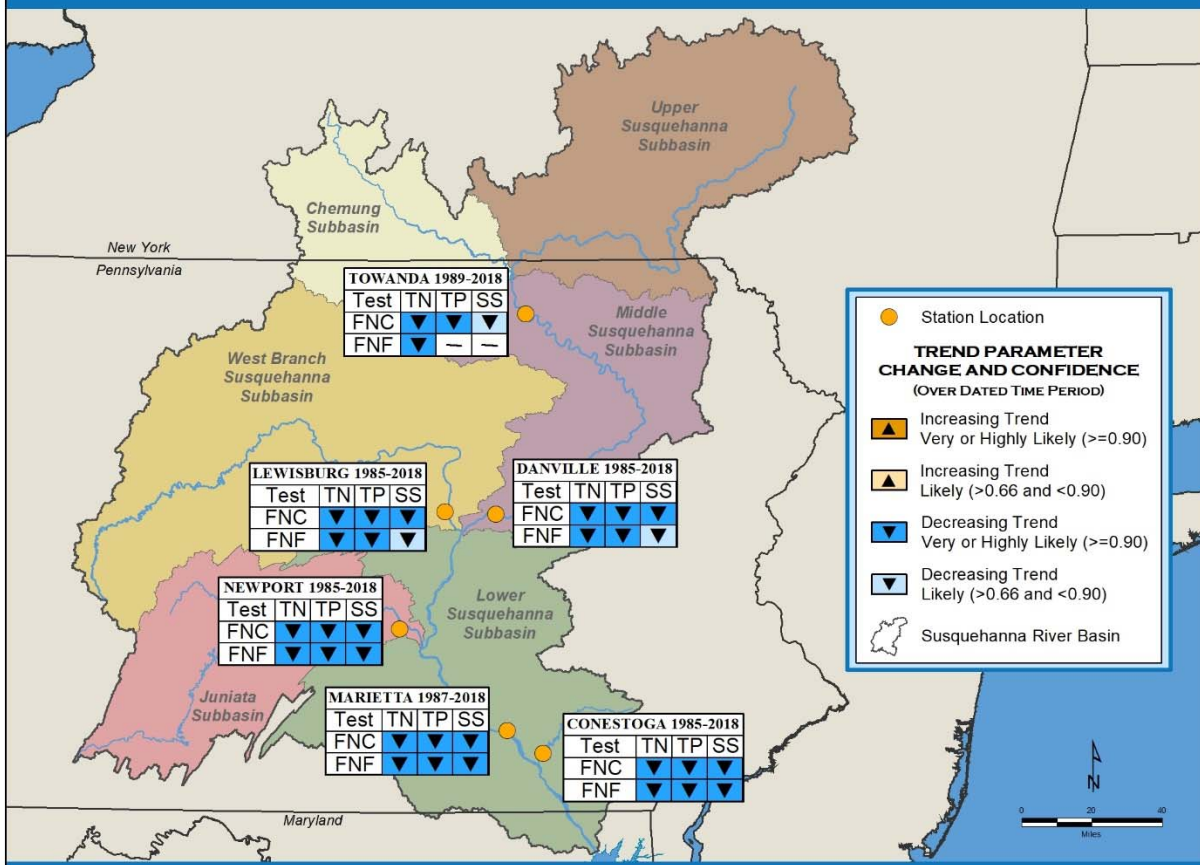 Upper
Susquehanna
Subbasin
Chemung
Subbasin
New York
Pennsylvania
TOWANDA 1989-2018
Test TN TP SS
FNC ▼ ▼ ▼
FNF ▼ — —
Middle
Susquehanna
Subbasin
West Branch
Susquehanna
Subbasin
LEWISBURG 1985-2018
Test TN TP SS
FNC ▼ ▼ ▼
FNF ▼ ▼ ▼
DANVILLE 1985-2018
Test TN TP SS
FNC ▼ ▼ ▼
FNF ▼ ▼ ▼
NEWPORT 1985-2018
Test TN TP SS
FNC ▼ ▼ ▼
FNF ▼ ▼ ▼
Lower
Susquehanna
Subbasin
Juniata
Subbasin
MARIETTA 1987-2018
Test TN TP SS
FNC ▼ ▼ ▼
FNF ▼ ▼ ▼
CONESTOGA 1985-2018
Test TN TP SS
FNC ▼ ▼ ▼
FNF ▼ ▼ ▼
Maryland
Station Location
TREND PARAMETER
CHANGE AND CONFIDENCE
(OVER DATED TIME PERIOD)
▲ Increasing Trend
Very or Highly Likely (>=0.90)
▲ Increasing Trend
Likely (>0.66 and <0.90)
▼ Decreasing Trend
Very or Highly Likely (>=0.90)
▼ Decreasing Trend
Likely (>0.66 and <0.90)
Susquehanna River Basin
N
0 20 40
Miles